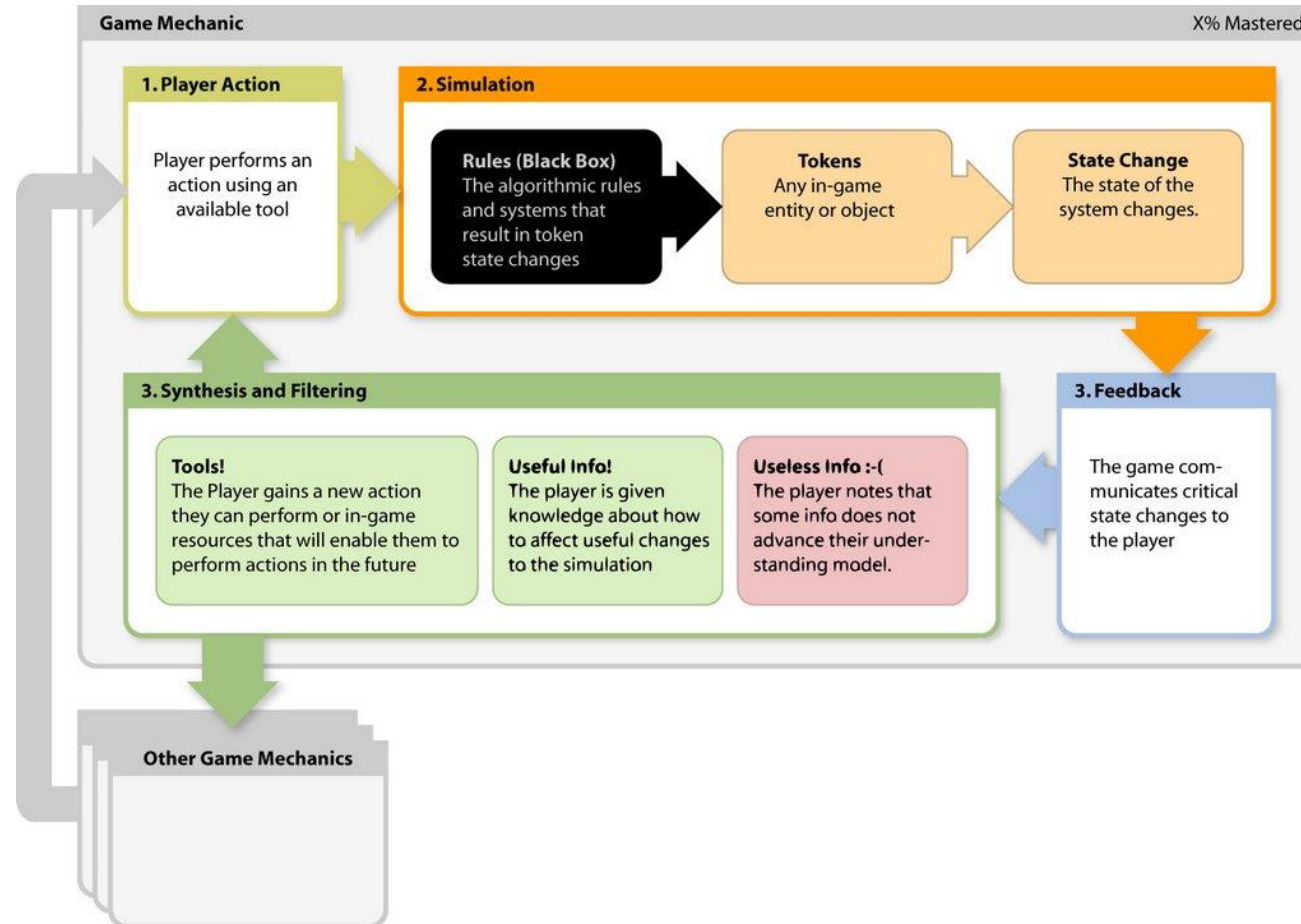 Game Mechanic
X% Mastered
1. Player Action
Player performs an
action using an
available tool
2. Simulation
Rules (Black Box)
The algorithmic rules
and systems that
result in token
state changes
Tokens
Any in-game
entity or object
State Change
The state of the
system changes.
3. Synthesis and Filtering
Tools!
The Player gains a new action
they can perform or in-game
resources that will enable them to
perform actions in the future
Useful Info!
The player is given
knowledge about how
to affect useful changes
to the simulation
Useless Info :-(
The player notes that
some info does not
advance their under-
standing model.
3. Feedback
The game com-
municates critical
state changes to
the player
Other Game Mechanics